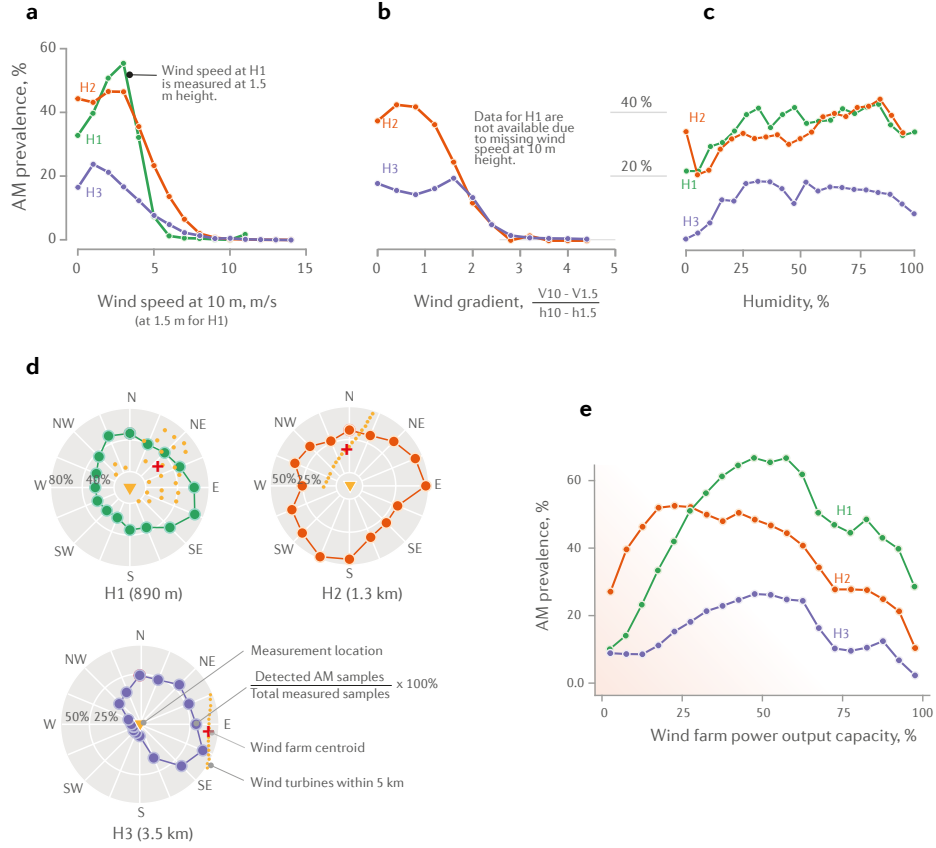 a
60
40
20
0
AM prevalence, %
H2
H1
H3
Wind speed at H1
is measured at 1.5
m height.
0
5
10
15
Wind speed at 10 m, m/s
(at 1.5 m for H1)
b
H2
H3
Data for H1 are
not available due
to missing wind
speed at 10 m
height.
0
1
2
3
4
5
Wind gradient, V10 - V1.5
h10 - h1.5
c
40 %
20 %
H2
H1
H3
0
25
50
75
100
Humidity, %
d
N
NW
NE
W
80%
40%
E
SW
SE
S
H1 (890 m)
N
NW
NE
W
50%
25%
E
SW
SE
S
H2 (1.3 km)
N
NW
NE
W
50%
25%
E
SW
SE
S
H3 (3.5 km)
Measurement location
Detected AM samples
Total measured samples
x 100%
Wind farm centroid
Wind turbines within 5 km
e
60
40
20
0.0
AM prevalence, %
H1
H2
H3
0
25
50
75
100
Wind farm power output capacity, %